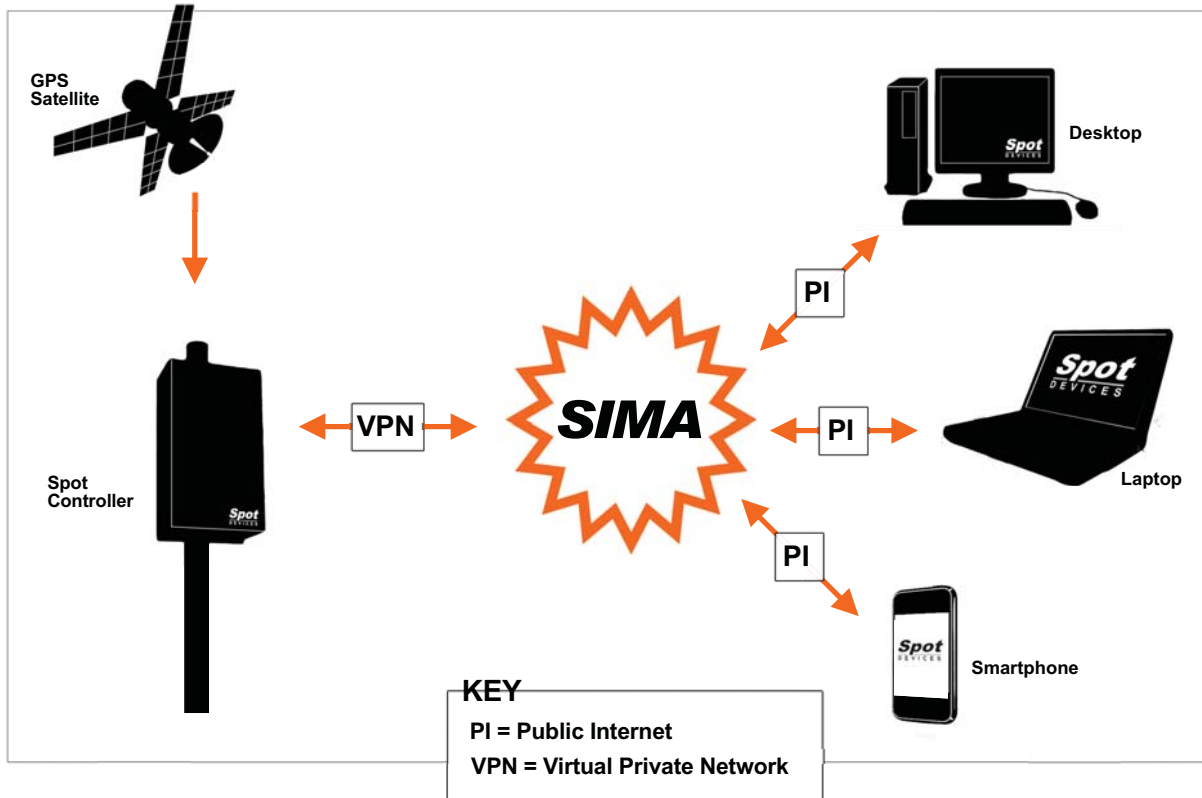 GPS
Satellite
Spot
DEVICES
Desktop
PI
Spot
DEVICES
Laptop
VPN
SIMA
PI
Spot
Controller
Spot
DEVICES
PI
Spot
DEVICES
Smartphone
KEY
PI = Public Internet
VPN = Virtual Private Network